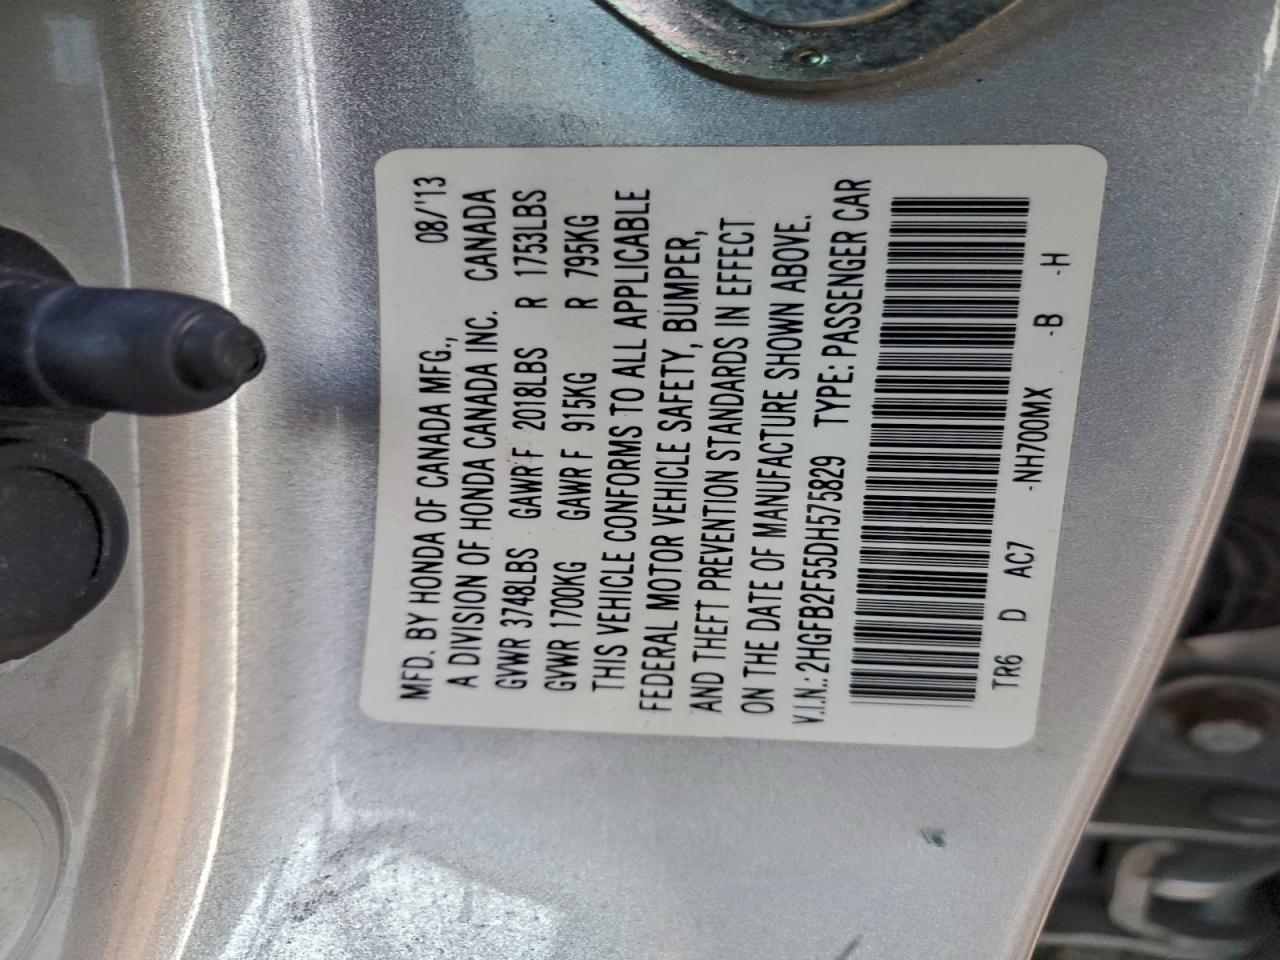 MFD. BY HONDA OF CANADA MFG., 08/'13
A DIVISION OF HONDA CANADA INC. CANADA
GVWR 3748LBS GAWR F 2018LBS R 1753LBS
GVWR 1700KG GAWR F 915KG R 795KG
THIS VEHICLE CONFORMS TO ALL APPLICABLE
FEDERAL MOTOR VEHICLE SAFETY, BUMPER,
AND THEFT PREVENTION STANDARDS IN EFFECT
ON THE DATE OF MANUFACTURE SHOWN ABOVE.
V.I.N.: 2HGFB2F55DH575829 TYPE: PASSENGER CAR
TR6 D AC7 -NH700MX -B -H